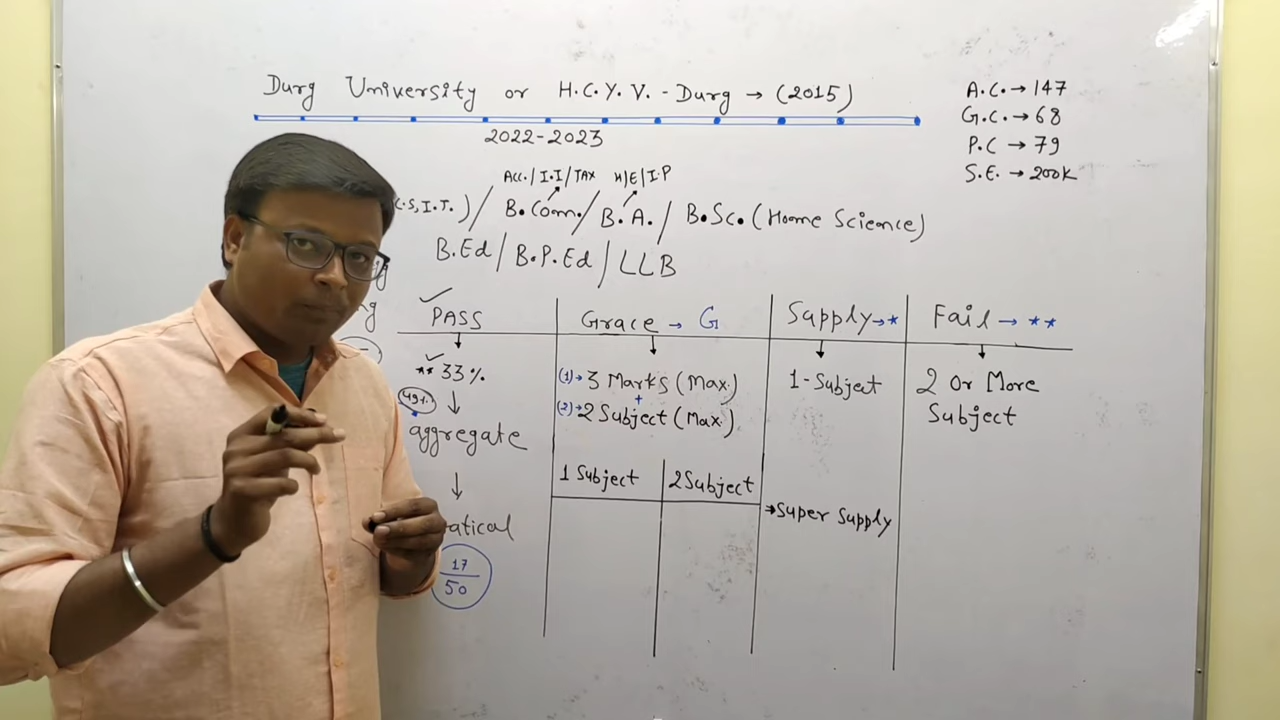 Durg University or H.C.Y.V.-Durg → (2015)
2022-2023
A.C. → 147
G.C. → 68
P.C → 79
S.E. → 200K
Acc./I.I/TAX H/E/I.P
C.S, I.T.) / B.Com. / B.A. / B.Sc. (Home Science)
B.Ed / B.P.Ed / LLB
✓ PASS
✓ ** 33%
49%
aggregate
17/50
Grace → G
(1) → 3 Marks (Max.)
+
(2) → 2 Subject (Max.)
1 Subject
2 Subject
Supply → *
1-Subject
→ Super Supply
Fail → **
2 Or More
Subject